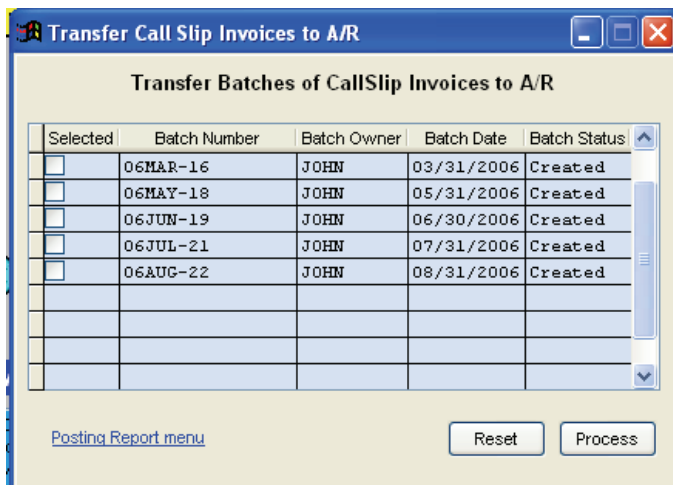 Transfer Call Slip Invoices to A/R
Transfer Batches of CallSlip Invoices to A/R
Selected Batch Number Batch Owner Batch Date Batch Status
06MAR-16 JOHN 03/31/2006 Created
06MAY-18 JOHN 05/31/2006 Created
06JUN-19 JOHN 06/30/2006 Created
06JUL-21 JOHN 07/31/2006 Created
06AUG-22 JOHN 08/31/2006 Created
Posting Report menu Reset Process